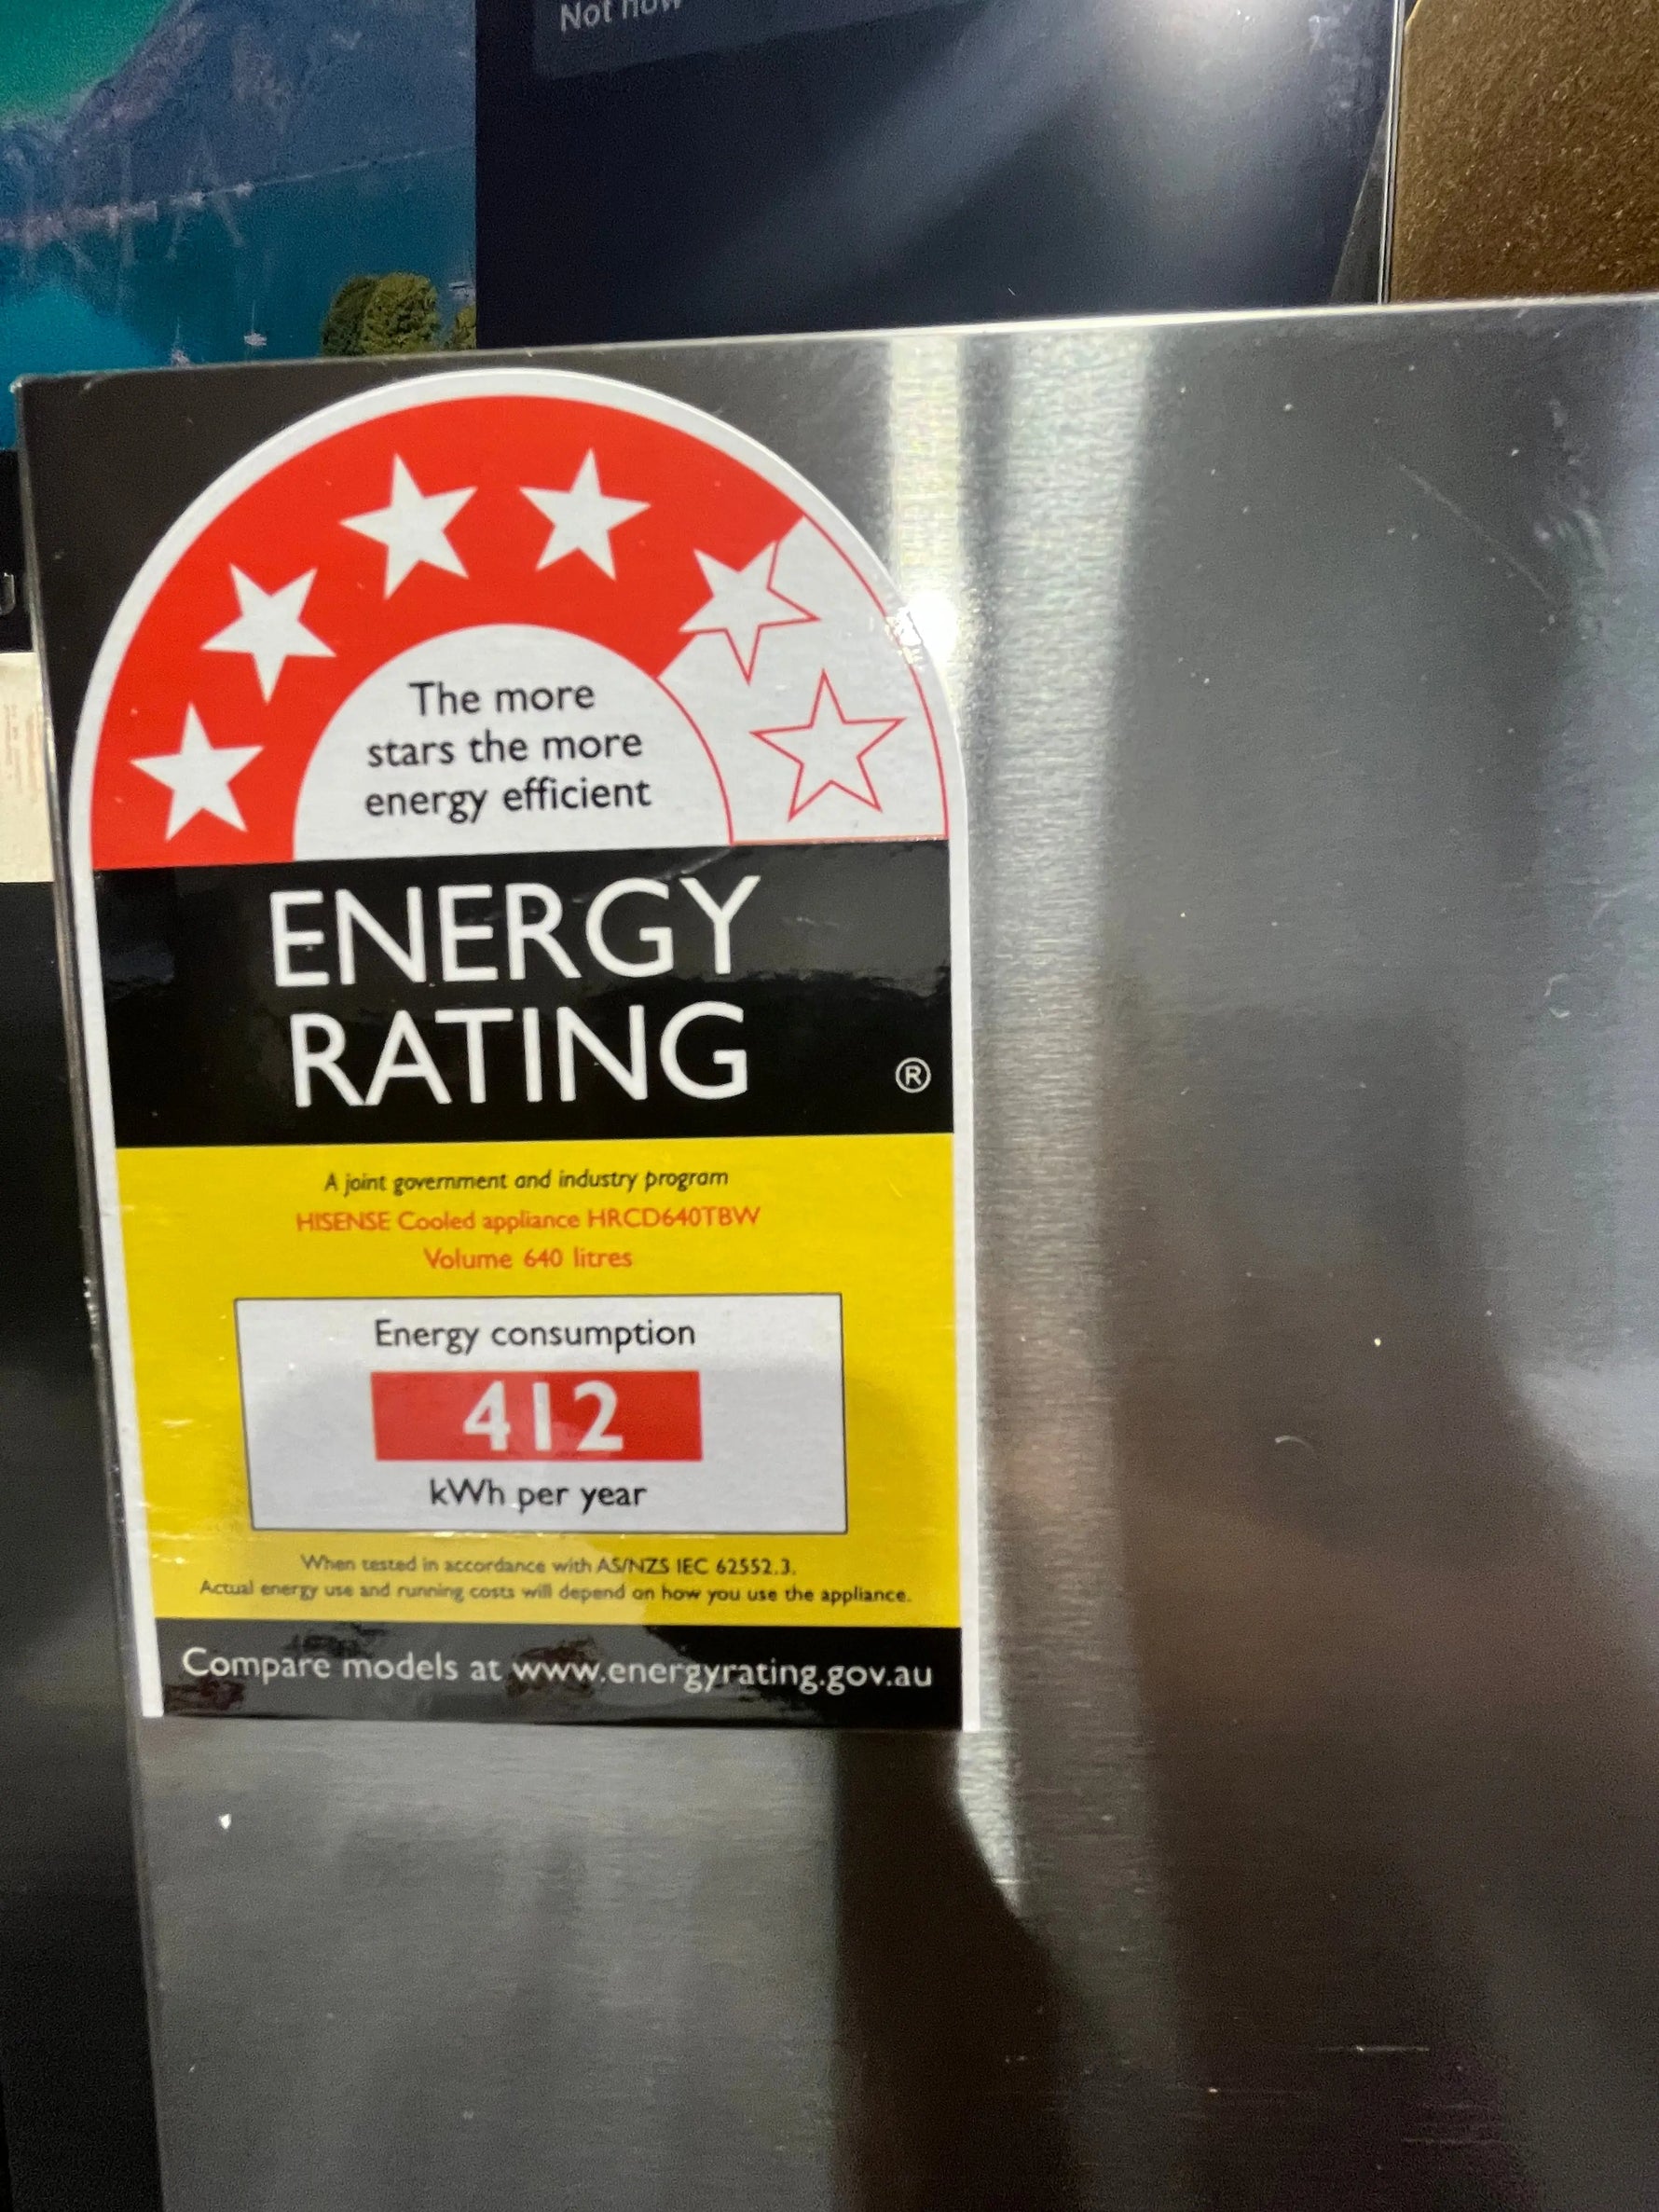 Not now
The more
stars the more
energy efficient
ENERGY
RATING
®
A joint government and industry program
HISENSE Cooled appliance HRCD640TBW
Volume 640 litres
Energy consumption
412
kWh per year
When tested in accordance with AS/NZS IEC 62552.3.
Actual energy use and running costs will depend on how you use the appliance.
Compare models at www.energyrating.gov.au